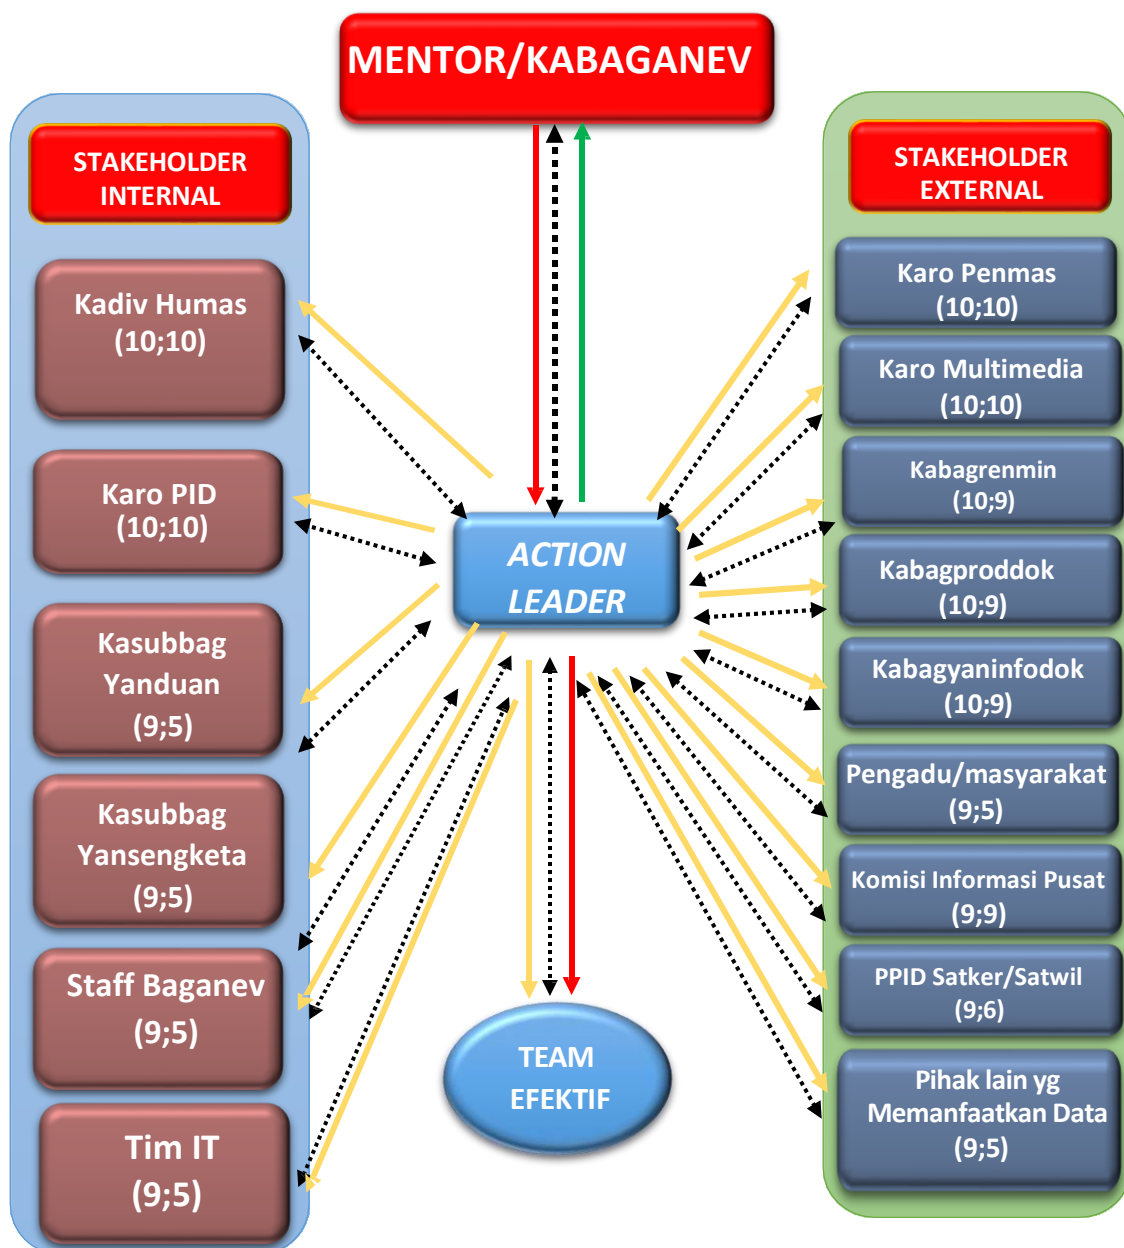 MENTOR/KABAGANEV
STAKEHOLDER
INTERNAL
Kadiv Humas
(10;10)
Karo PID
(10;10)
Kasubbag
Yanduan
(9;5)
Kasubbag
Yansengketa
(9;5)
Staff Baganev
(9;5)
Tim IT
(9;5)
ACTION
LEADER
TEAM
EFEKTIF
STAKEHOLDER
EXTERNAL
Karo Penmas
(10;10)
Karo Multimedia
(10;10)
Kabagrenmin
(10;9)
Kabagproddok
(10;9)
Kabagyaninfodok
(10;9)
Pengadu/masyarakat
(9;5)
Komisi Informasi Pusat
(9;9)
PPID Satker/Satwil
(9;6)
Pihak lain yg
Memanfaatkan Data
(9;5)